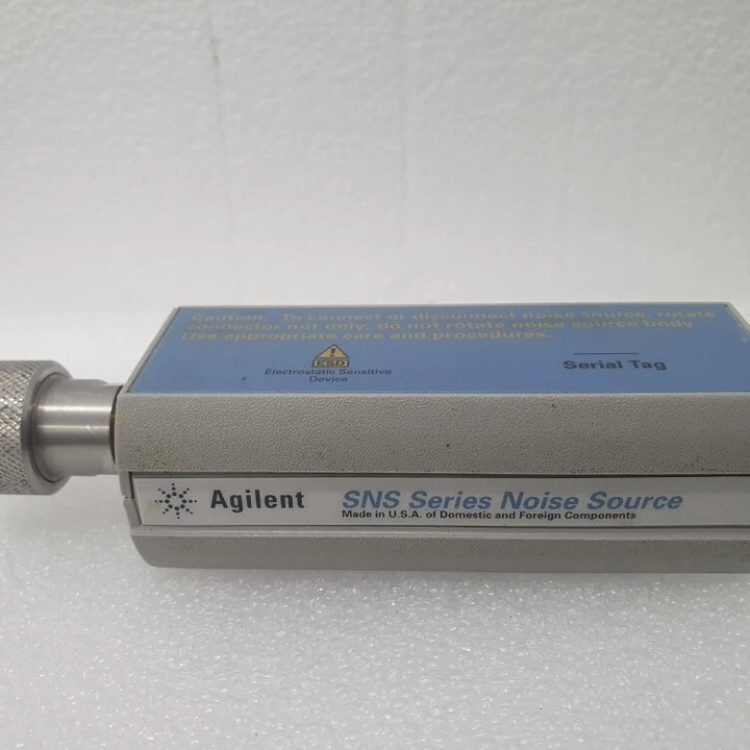 Caution To connect or disconnect noise source, rotate
connector nut only; do not rotate noise source body
Use appropriate care and procedures.
ESD
Electrostatic Sensitive
Device
Serial Tag
Agilent
SNS Series Noise Source
Made in U.S.A. of Domestic and Foreign Components